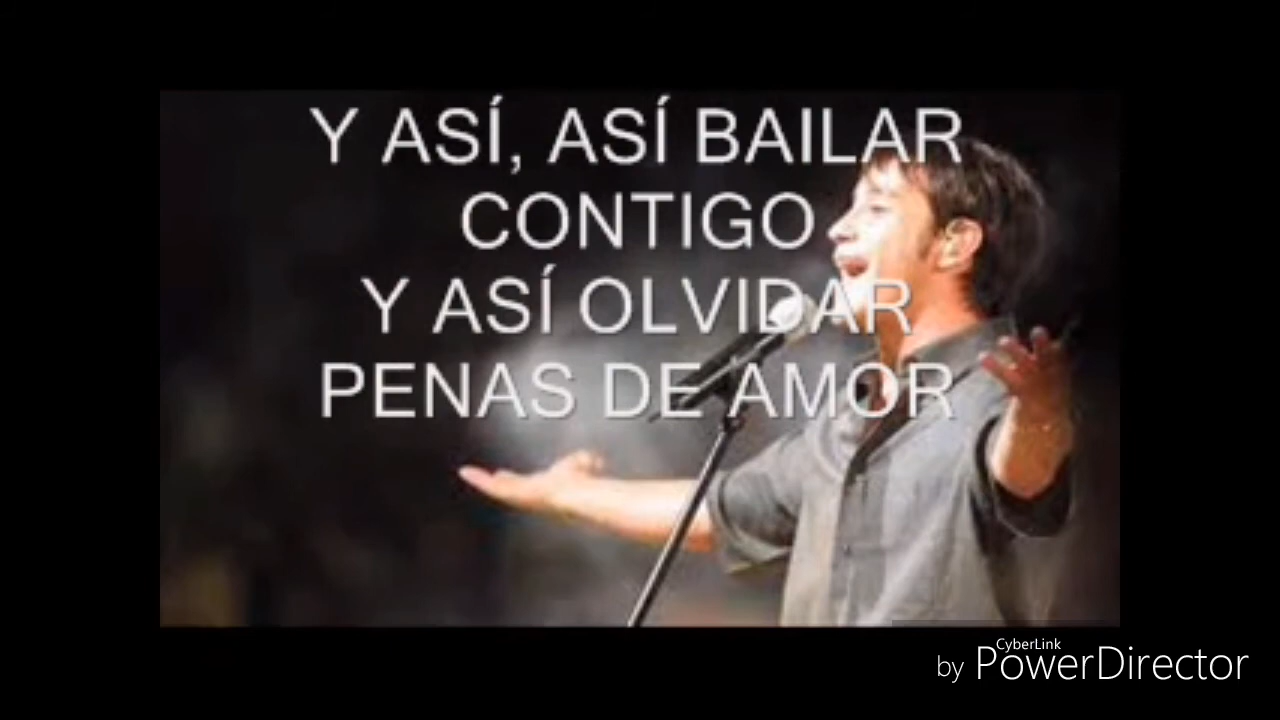 Y ASÍ, ASÍ BAILAR
CONTIGO
Y ASÍ OLVIDAR
PENAS DE AMOR
CyberLink
by PowerDirector